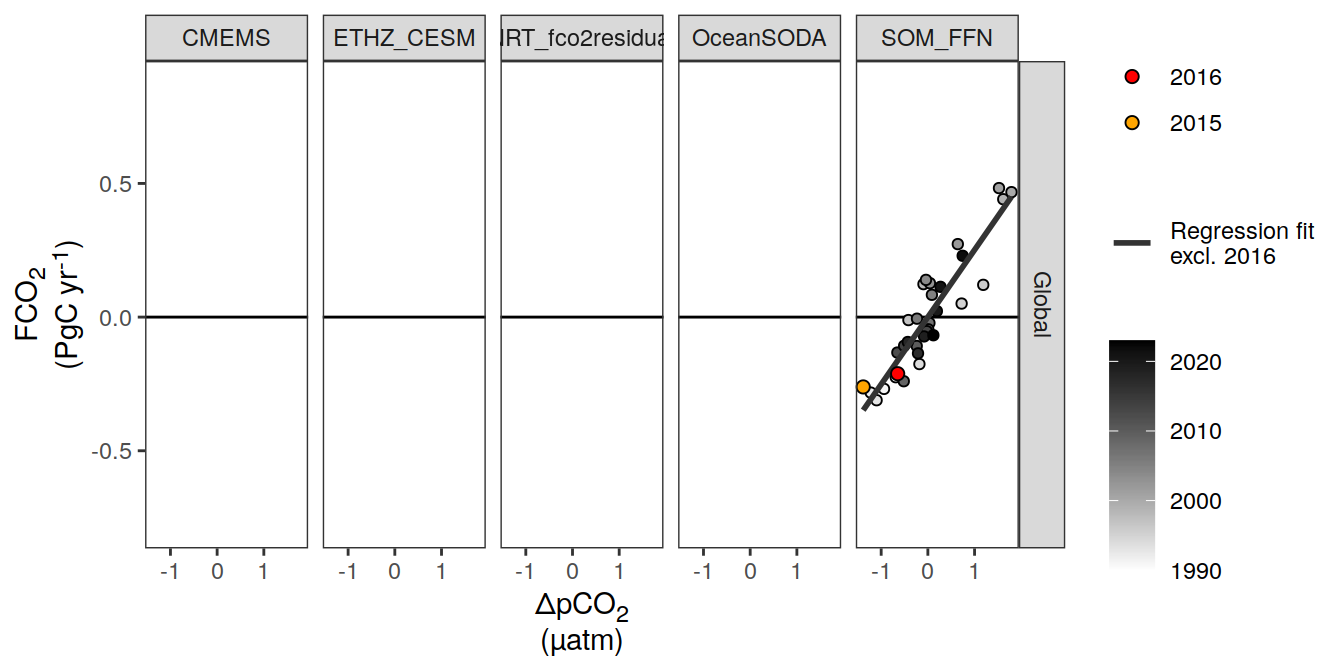 CMEMS ETHZ_CESM NRT_fco2residua OceanSODA SOM_FFN
2016
2015
Regression fit
excl. 2016
Global
FCO₂
(PgC yr⁻¹)
0.5
0.0
-0.5
-1 0 1 -1 0 1 -1 0 1 -1 0 1 -1 0 1
ΔpCO₂
(µatm)
2020
2010
2000
1990